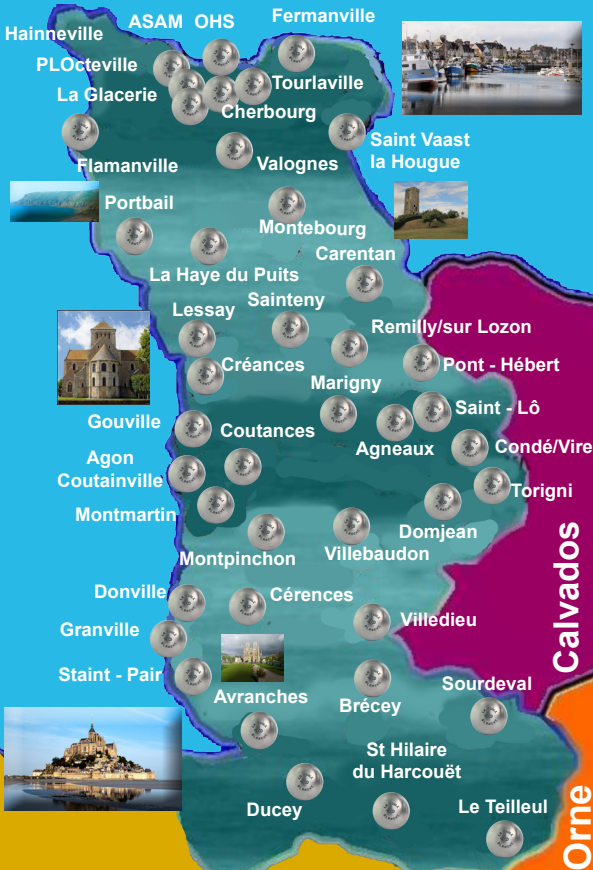 ASAM OHS
Fermanville
Hainneville
PLOcteville
La Glacerie
Tourlaville
Cherbourg
Saint Vaast
la Hougue
Flamanville
Valognes
Portbail
Montebourg
Carentan
La Haye du Puits
Sainteny
Lessay
Remilly/sur Lozon
Créances
Pont - Hébert
Marigny
Saint - Lô
Gouville
Coutances
Agneaux
Condé/Vire
Agon
Coutainville
Torigni
Montmartin
Domjean
Villebaudon
Montpinchon
Calvados
Donville
Cérences
Villedieu
Granville
Staint - Pair
Avranches
Brécey
Sourdeval
St Hilaire
du Harcouët
Ducey
Le Teilleul
Orne